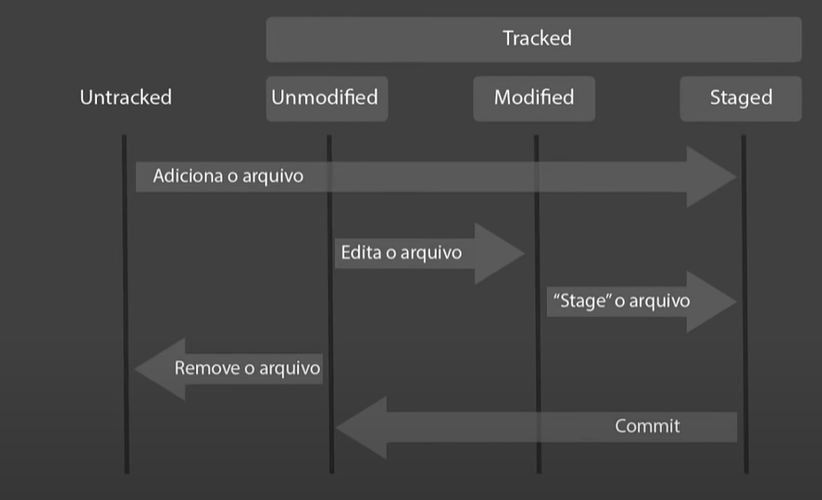 Tracked
Untracked
Unmodified
Modified
Staged
Adiciona o arquivo
Edita o arquivo
“Stage” o arquivo
Remove o arquivo
Commit